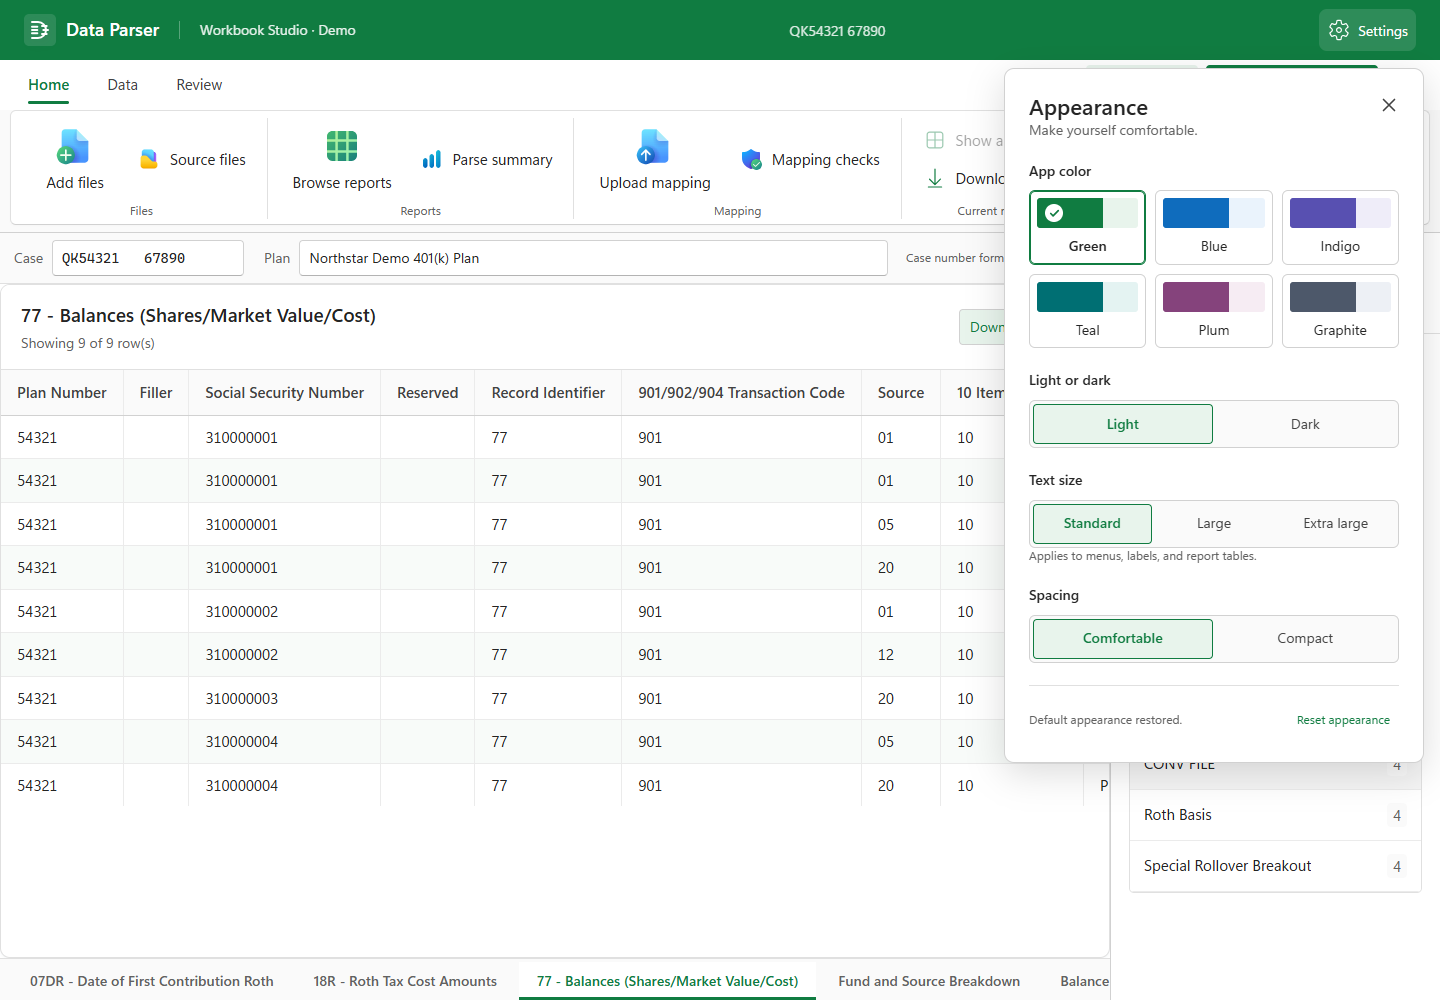 Data Parser
Workbook Studio · Demo
QK54321 67890
Settings
Home
Data
Review
Add files
Source files
Files
Browse reports
Parse summary
Reports
Upload mapping
Mapping checks
Mapping
Show a
Downlo
Current r
Case
QK54321 67890
Plan
Northstar Demo 401(k) Plan
Case number form
77 - Balances (Shares/Market Value/Cost)
Showing 9 of 9 row(s)
Down
Plan Number Filler Social Security Number Reserved Record Identifier 901/902/904 Transaction Code Source 10 Item
54321 310000001 77 901 01 10
54321 310000001 77 901 01 10
54321 310000001 77 901 05 10
54321 310000001 77 901 20 10
54321 310000002 77 901 01 10
54321 310000002 77 901 12 10
54321 310000003 77 901 20 10
54321 310000004 77 901 05 10
54321 310000004 77 901 20 10 P
Appearance
Make yourself comfortable.
App color
Green
Blue
Indigo
Teal
Plum
Graphite
Light or dark
Light
Dark
Text size
Standard
Large
Extra large
Applies to menus, labels, and report tables.
Spacing
Comfortable
Compact
Default appearance restored.
Reset appearance
CONV FILE 4
Roth Basis 4
Special Rollover Breakout 4
07DR - Date of First Contribution Roth
18R - Roth Tax Cost Amounts
77 - Balances (Shares/Market Value/Cost)
Fund and Source Breakdown
Balance